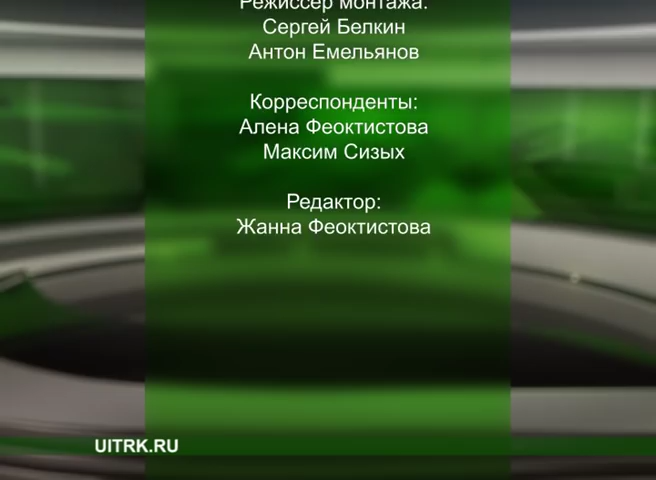 Режиссер монтажа:
Сергей Белкин
Антон Емельянов
Корреспонденты:
Алена Феоктистова
Максим Сизых
Редактор:
Жанна Феоктистова
UITRK.RU